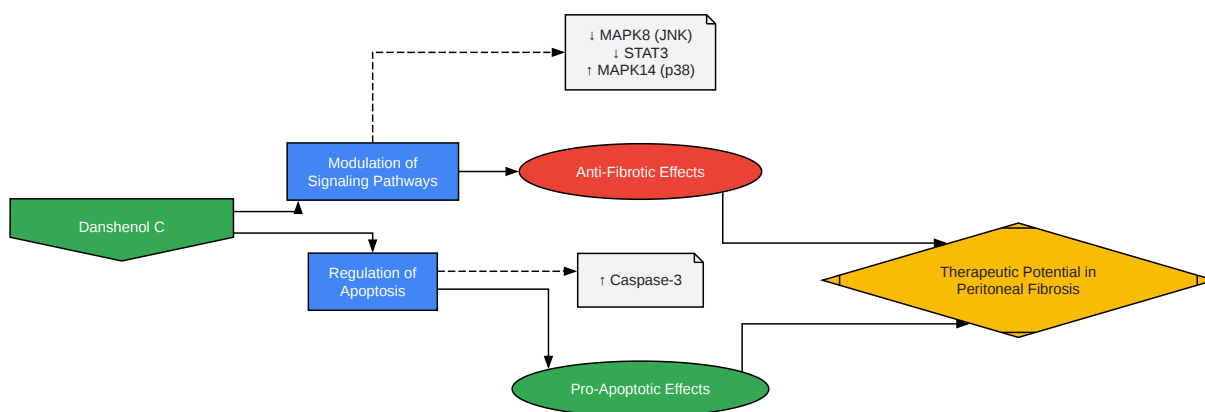 ↓ MAPK8 (JNK)
↓ STAT3
↑ MAPK14 (p38)
Modulation of
Signaling Pathways
Anti-Fibrotic Effects
Danshenol C
Regulation of
Apoptosis
↑ Caspase-3
Therapeutic Potential in
Peritoneal Fibrosis
Pro-Apoptotic Effects